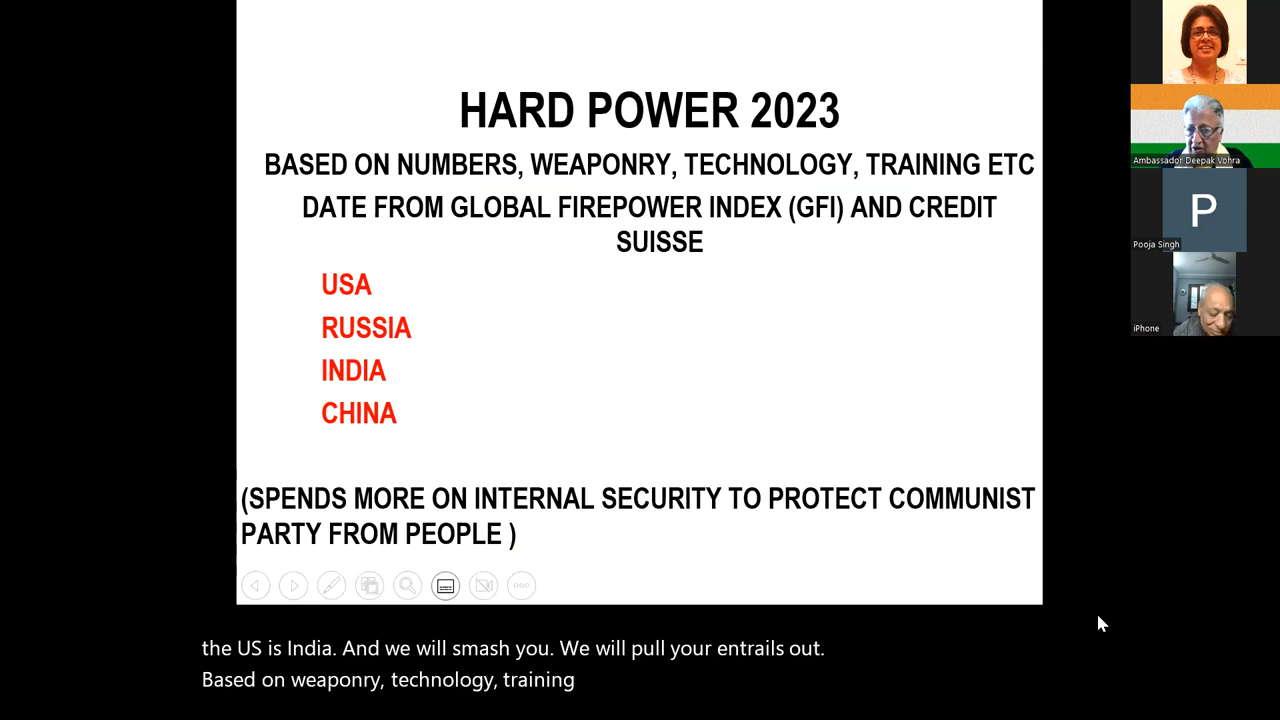 HARD POWER 2023
BASED ON NUMBERS, WEAPONRY, TECHNOLOGY, TRAINING ETC
DATE FROM GLOBAL FIREPOWER INDEX (GFI) AND CREDIT
SUISSE
USA
RUSSIA
INDIA
CHINA
(SPENDS MORE ON INTERNAL SECURITY TO PROTECT COMMUNIST
PARTY FROM PEOPLE )
the US is India. And we will smash you. We will pull your entrails out.
Based on weaponry, technology, training
Ambassador Deepak Vohra
P
Pooja Singh
iPhone